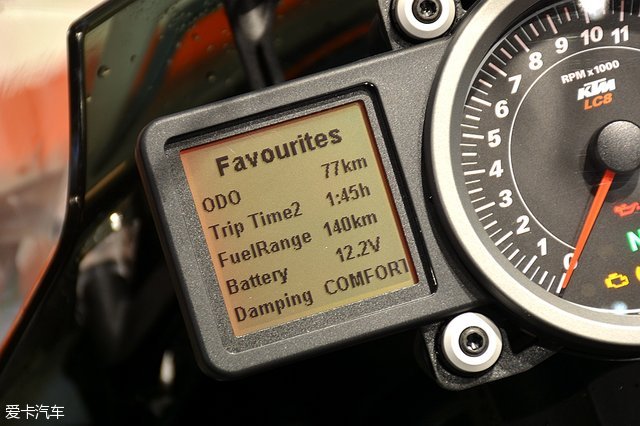 Favourites
ODO 77km
Trip Time2 1:45h
FuelRange 140km
Battery 12.2V
Damping COMFORT
RPM x 1000
KTM
LC8
0
1
2
3
4
5
6
7
8
9
10
11
N
爱卡汽车